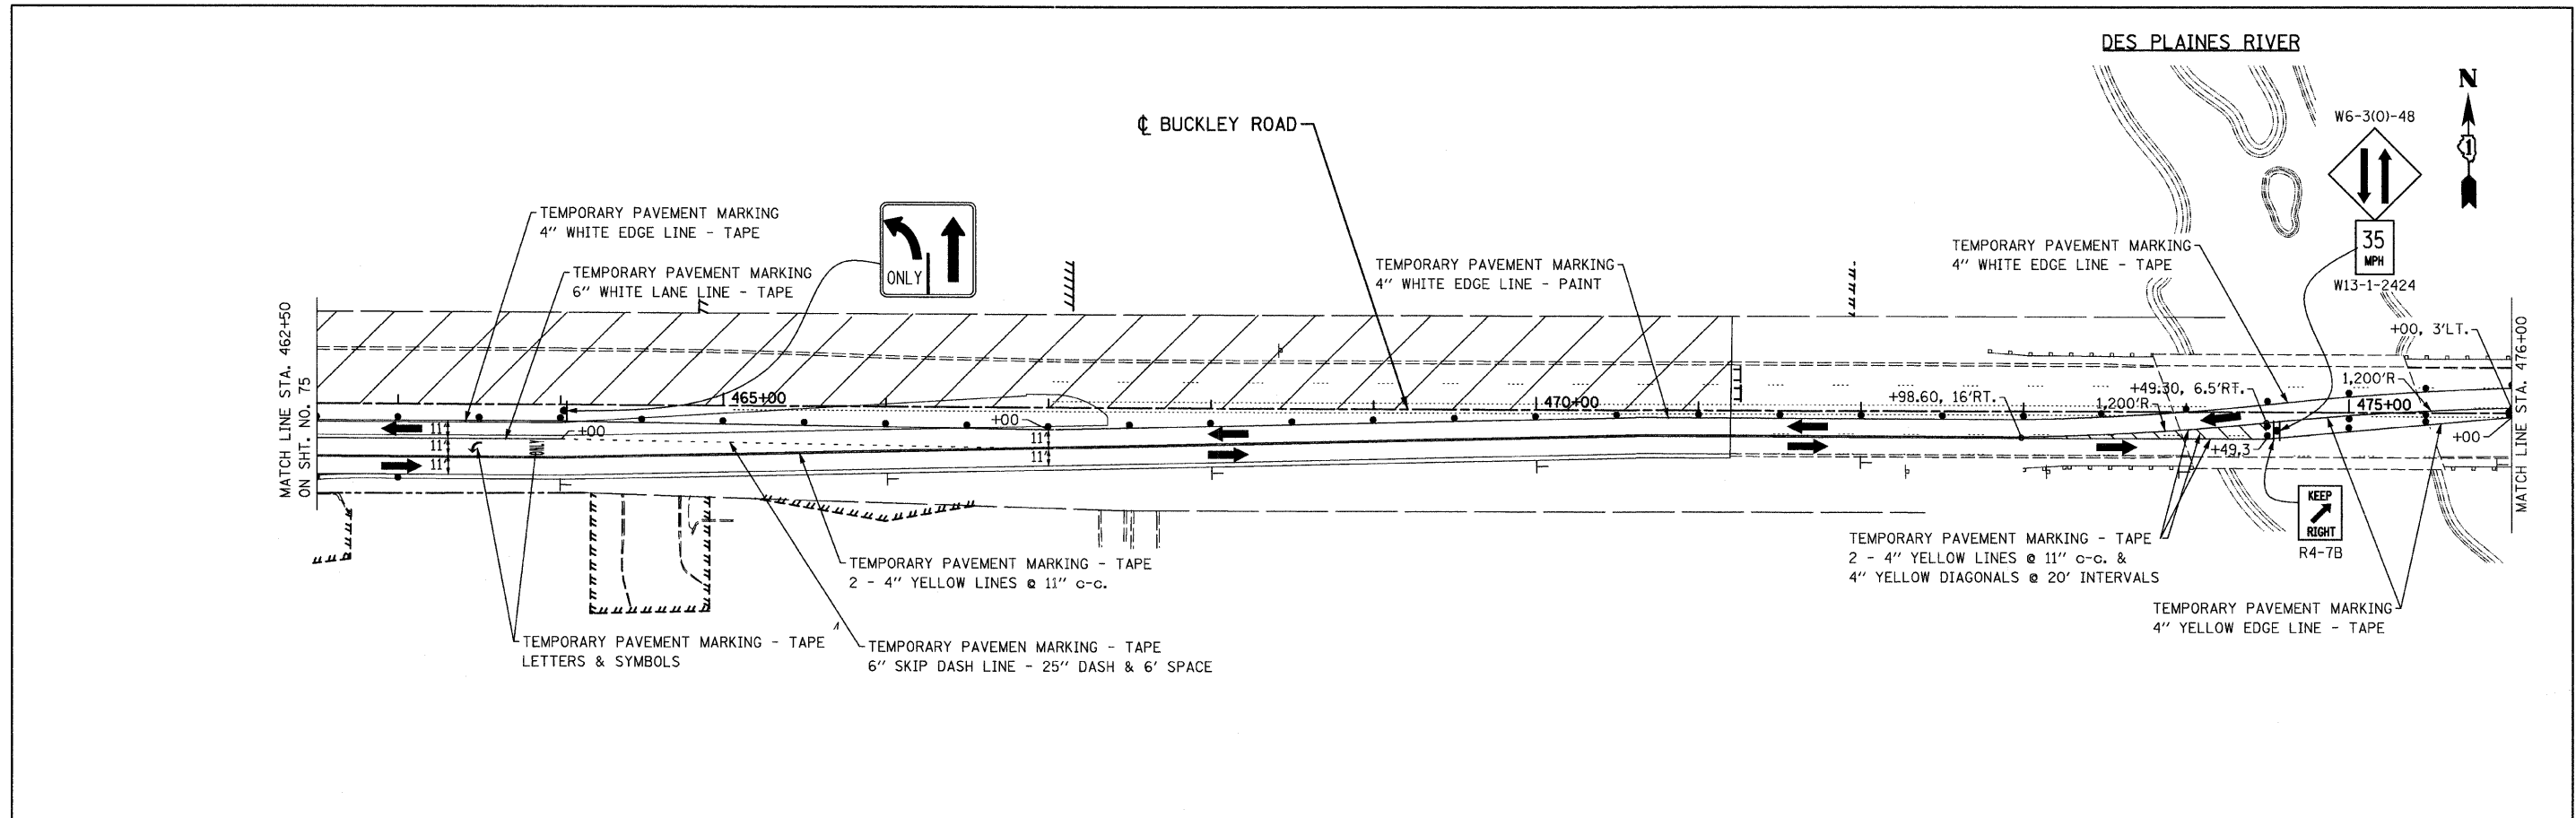 DES PLAINES RIVER
N
1
W6-3(O)-48
35
MPH
W13-1-2424
℄ BUCKLEY ROAD
TEMPORARY PAVEMENT MARKING
4" WHITE EDGE LINE - TAPE
TEMPORARY PAVEMENT MARKING
6" WHITE LANE LINE - TAPE
ONLY
TEMPORARY PAVEMENT MARKING
4" WHITE EDGE LINE - PAINT
TEMPORARY PAVEMENT MARKING
4" WHITE EDGE LINE - TAPE
MATCH LINE STA. 462+50
ON SHT. NO. 75
465+00
470+00
475+00
+00, 3'LT.
+49.30, 6.5'RT.
1,200'R
+98.60, 16'RT.
1,200'R
+00
+00
+00
+49.3
11'
11'
11'
11'
11'
ONLY
MATCH LINE STA. 476+00
KEEP
RIGHT
R4-7B
TEMPORARY PAVEMENT MARKING - TAPE
2 - 4" YELLOW LINES @ 11" c-c.
TEMPORARY PAVEMENT MARKING - TAPE
2 - 4" YELLOW LINES @ 11" c-c. &
4" YELLOW DIAGONALS @ 20' INTERVALS
TEMPORARY PAVEMENT MARKING
4" YELLOW EDGE LINE - TAPE
TEMPORARY PAVEMENT MARKING - TAPE
LETTERS & SYMBOLS
TEMPORARY PAVEMEN MARKING - TAPE
6" SKIP DASH LINE - 25" DASH & 6' SPACE